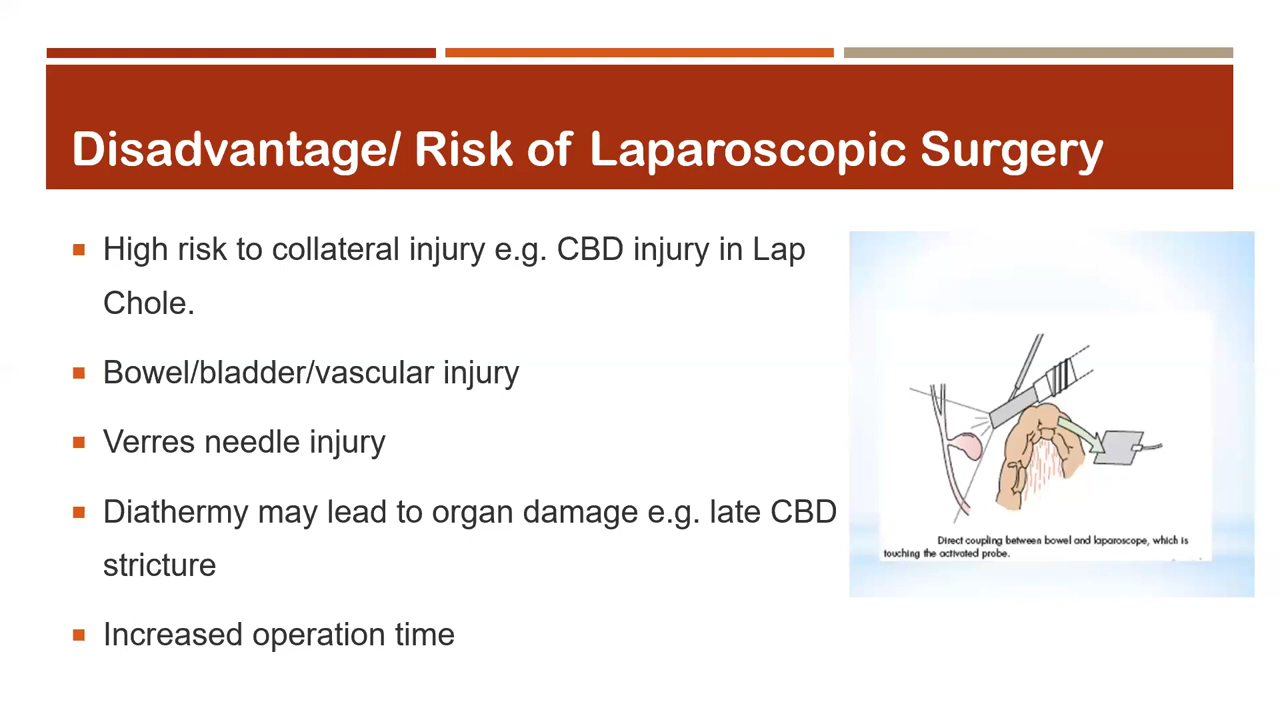 Disadvantage/ Risk of Laparoscopic Surgery
High risk to collateral injury e.g. CBD injury in Lap
Chole.
Bowel/bladder/vascular injury
Verres needle injury
Diathermy may lead to organ damage e.g. late CBD
stricture
Increased operation time
Direct coupling between bowel and laparoscope, which is
touching the activated probe.